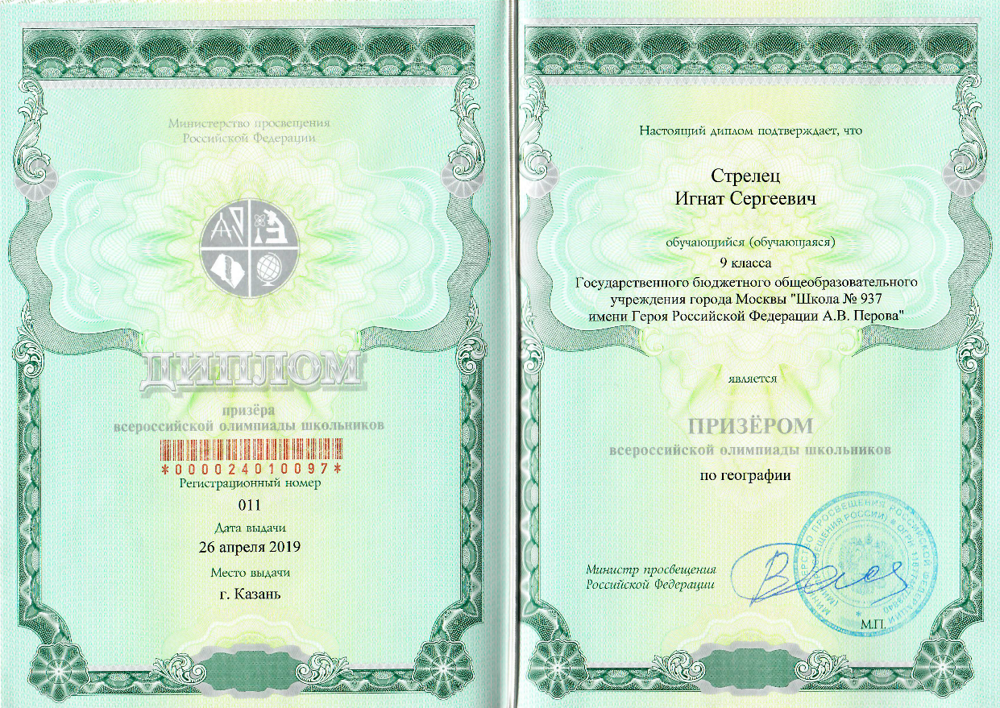 Министерство просвещения
Российской Федерации
ДИПЛОМ
призёра
всероссийской олимпиады школьников
*000024010097*
Регистрационный номер
011
Дата выдачи
26 апреля 2019
Место выдачи
г. Казань
Настоящий диплом подтверждает, что
Стрелец
Игнат Сергеевич
обучающийся (обучающаяся)
9 класса
Государственного бюджетного общеобразовательного
учреждения города Москвы "Школа № 937
имени Героя Российской Федерации А.В. Перова"
является
ПРИЗЁРОМ
всероссийской олимпиады школьников
по географии
Министр просвещения
Российской Федерации
М.П.
МИНИСТЕРСТВО ПРОСВЕЩЕНИЯ РОССИЙСКОЙ ФЕДЕРАЦИИ
(МИНПРОСВЕЩЕНИЯ РОССИИ) * ОГРН